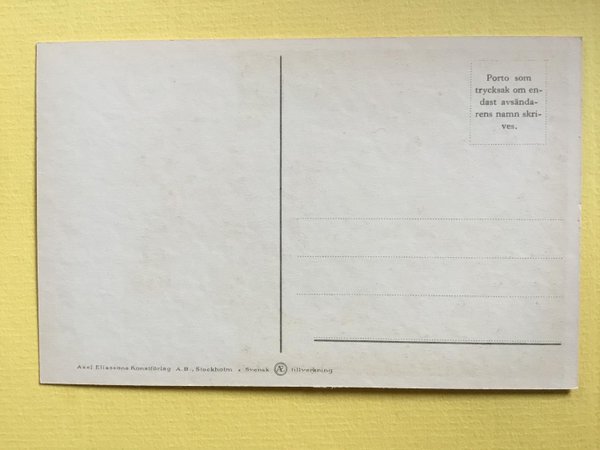 Porto som
trycksak om en-
dast avsända-
rens namn skri-
ves.
Axel Eliassons Konstförlag A.B., Stockholm . Svensk Æ tillverkning